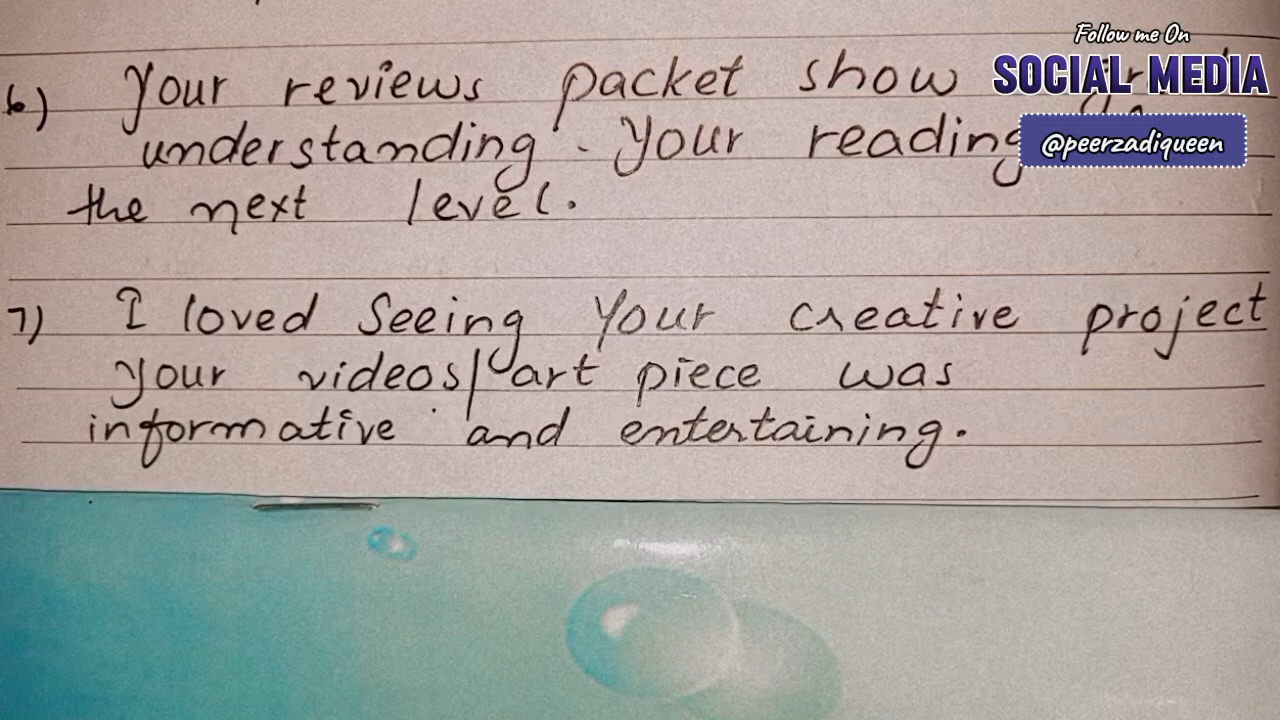 Follow me On
SOCIAL MEDIA
@peerzadiqueen
6) Your reviews packet show
understanding. Your reading
the next level.
7) I loved Seeing Your creative project
your videos/art piece was
informative and entertaining.